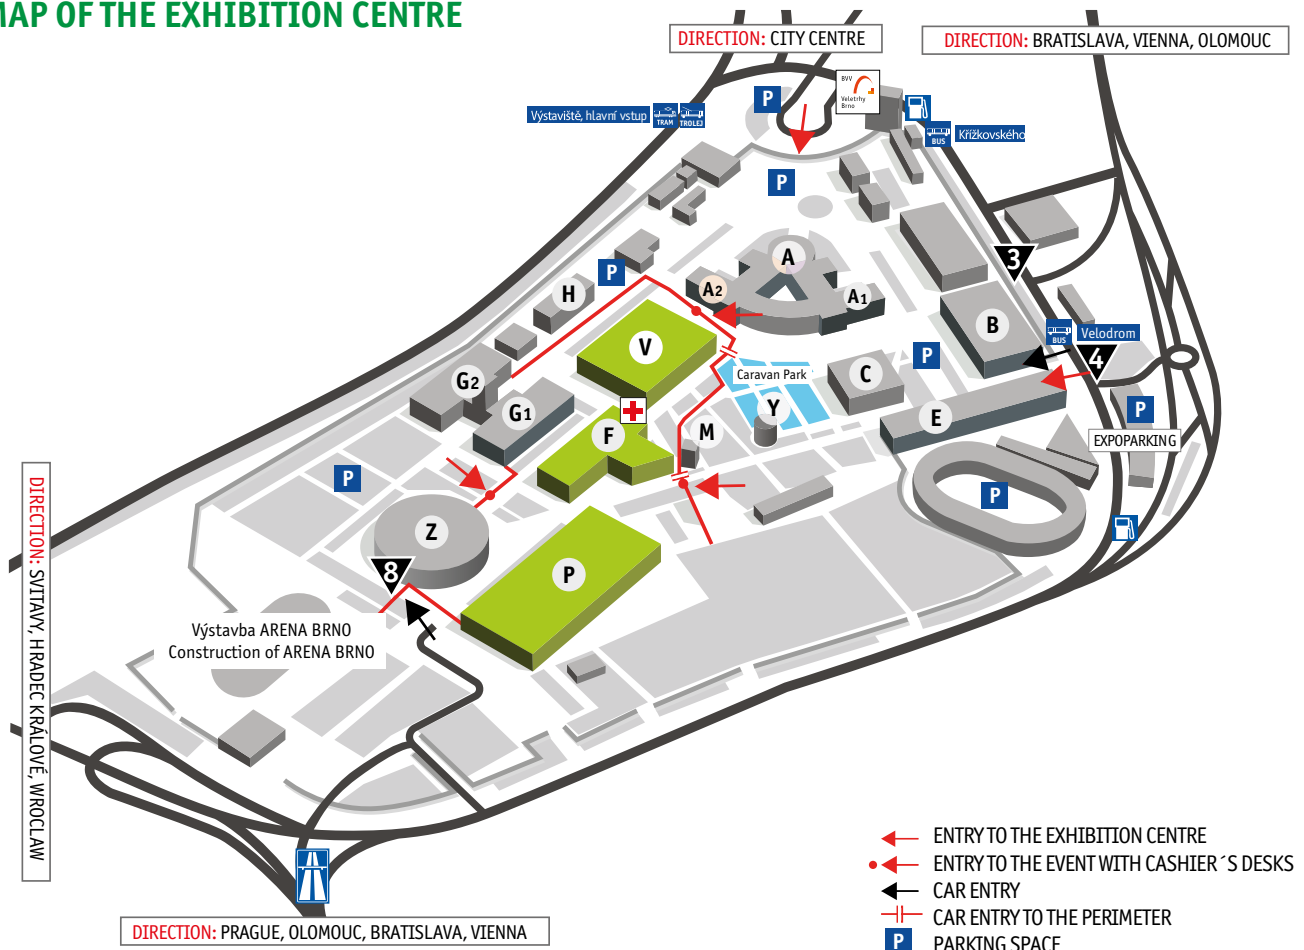 MAP OF THE EXHIBITION CENTRE
DIRECTION: CITY CENTRE
DIRECTION: BRATISLAVA, VIENNA, OLOMOUC
BVV
Veletrhy
Brno
P
Výstaviště, hlavní vstup
TRAM
TROLEJ
BUS
Křížkovského
P
3
A
P
A2
A1
H
B
BUS
Velodrom
V
4
P
Caravan Park
C
G2
G1
Y
P
E
F
M
EXPOPARKING
P
P
Z
P
8
DIRECTION: SVITAVY, HRADEC KRÁLOVÉ, WROCLAW
Výstavba ARENA BRNO
Construction of ARENA BRNO
ENTRY TO THE EXHIBITION CENTRE
ENTRY TO THE EVENT WITH CASHIER´S DESKS
CAR ENTRY
CAR ENTRY TO THE PERIMETER
P
PARKING SPACE
DIRECTION: PRAGUE, OLOMOUC, BRATISLAVA, VIENNA